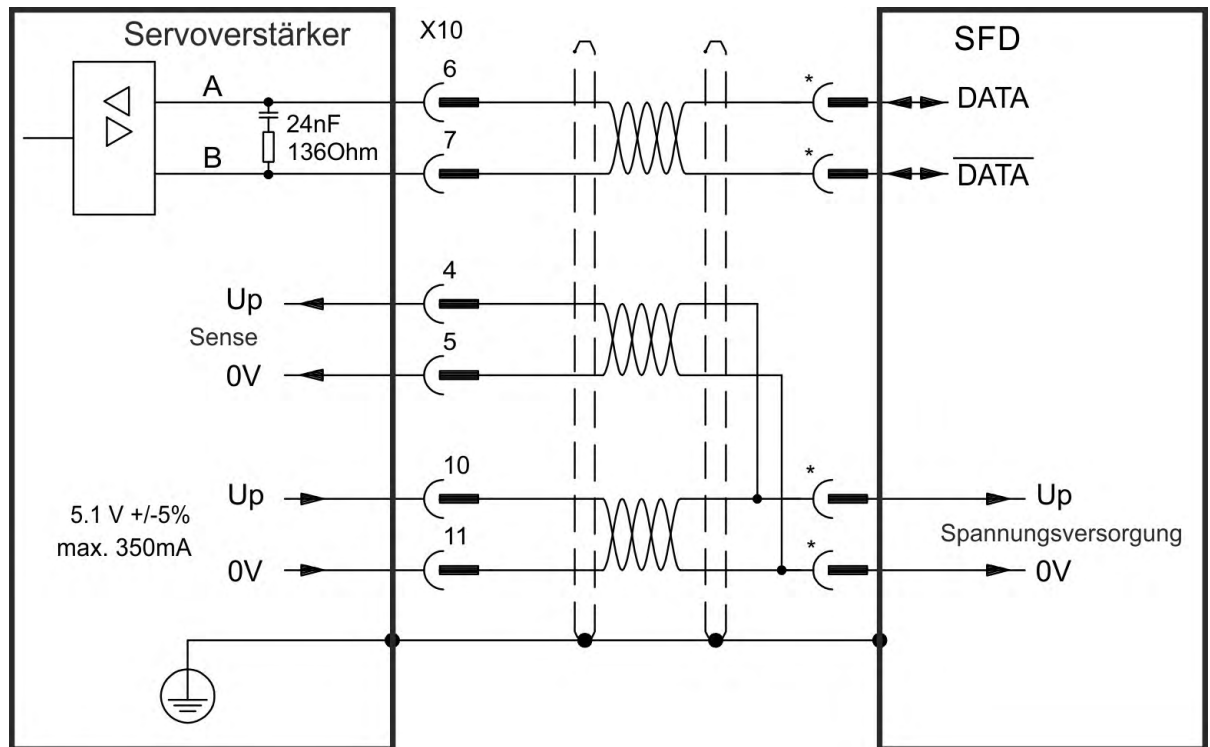 Servoverstärker
X10
SFD
A
B
24nF
136Ohm
6
7
*
*
DATA
DATA
Up
Sense
0V
4
5
5.1 V +/-5%
max. 350mA
Up
0V
10
11
*
*
Up
Spannungsversorgung
0V